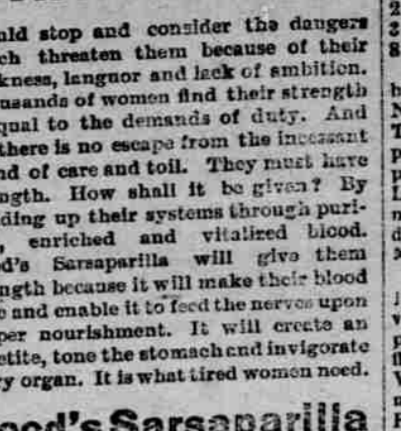 uld stop and consider the dangers
ch threaten them because of their
kness, languor and lack of ambition.
usands of women find their strength
qual to the demands of duty. And
there is no escape from the incessant
nd of care and toil. They must have
ngth. How shall it be given? By
ding up their systems through puri-
, enriched and vitalized blood.
d's Sarsaparilla will give them
ngth because it will make their blood
e and enable it to feed the nerves upon
per nourishment. It will create an
etite, tone the stomach and invigorate
ry organ. It is what tired women need.
ood's Sarsaparilla